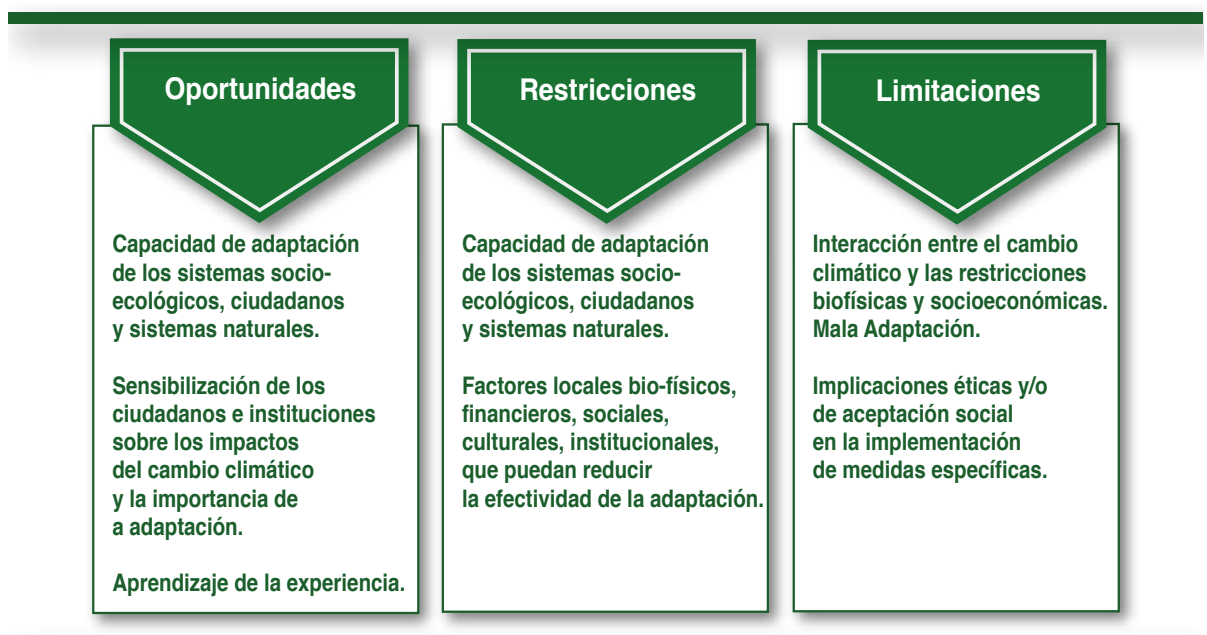 Oportunidades
Capacidad de adaptación
de los sistemas socio-
ecológicos, ciudadanos
y sistemas naturales.
Sensibilización de los
ciudadanos e instituciones
sobre los impactos
del cambio climático
y la importancia de
a adaptación.
Aprendizaje de la experiencia.
Restricciones
Capacidad de adaptación
de los sistemas socio-
ecológicos, ciudadanos
y sistemas naturales.
Factores locales bio-físicos,
financieros, sociales,
culturales, institucionales,
que puedan reducir
la efectividad de la adaptación.
Limitaciones
Interacción entre el cambio
climático y las restricciones
biofísicas y socioeconómicas.
Mala Adaptación.
Implicaciones éticas y/o
de aceptación social
en la implementación
de medidas específicas.